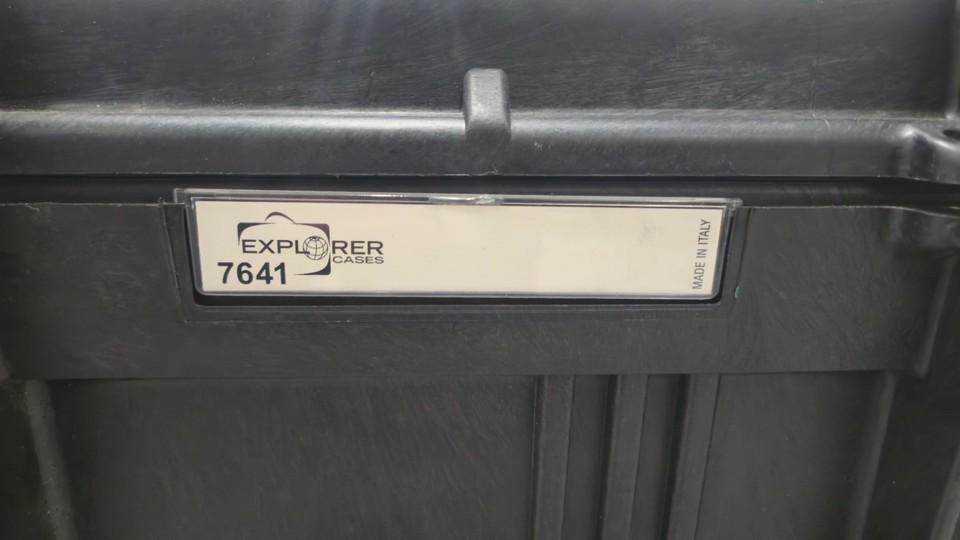 EXPLORER
CASES
7641
MADE IN ITALY